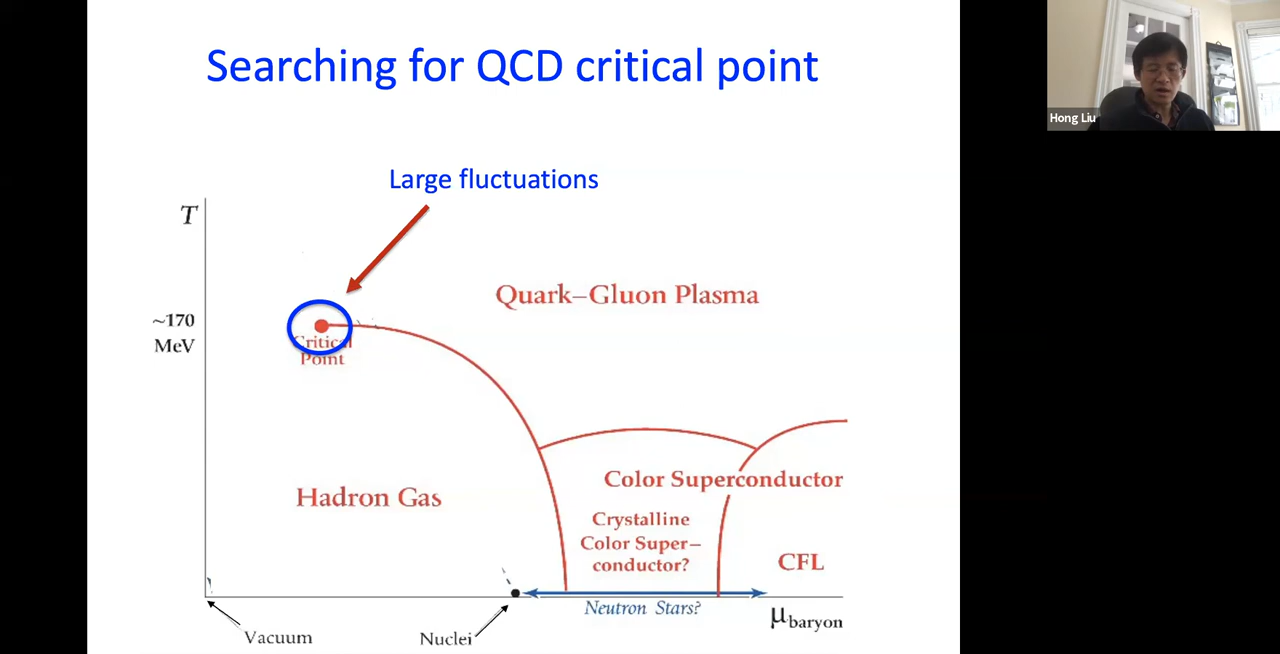 Searching for QCD critical point
Hong Liu
Large fluctuations
T
Quark–Gluon Plasma
~170
MeV
Critical
Point
Color Superconductor
Hadron Gas
Crystalline
Color Super–
conductor?
CFL
Neutron Stars?
μbaryon
Vacuum
Nuclei